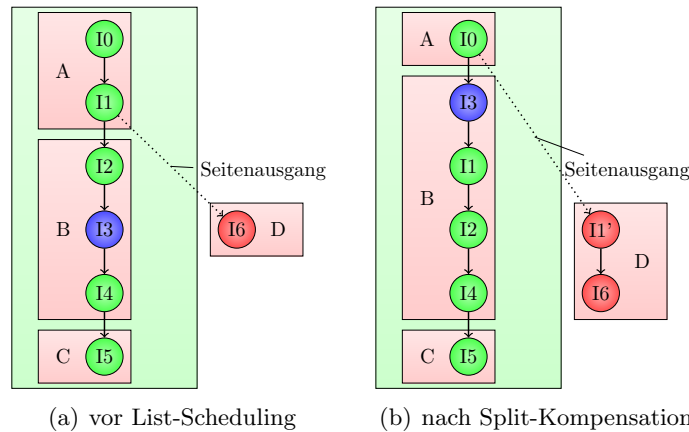 I0
A
I1
I2
Seitenausgang
B
I3
I6
D
I4
C
I5
(a) vor List-Scheduling
A
I0
I3
I1
Seitenausgang
B
I2
I1'
D
I4
I6
C
I5
(b) nach Split-Kompensation